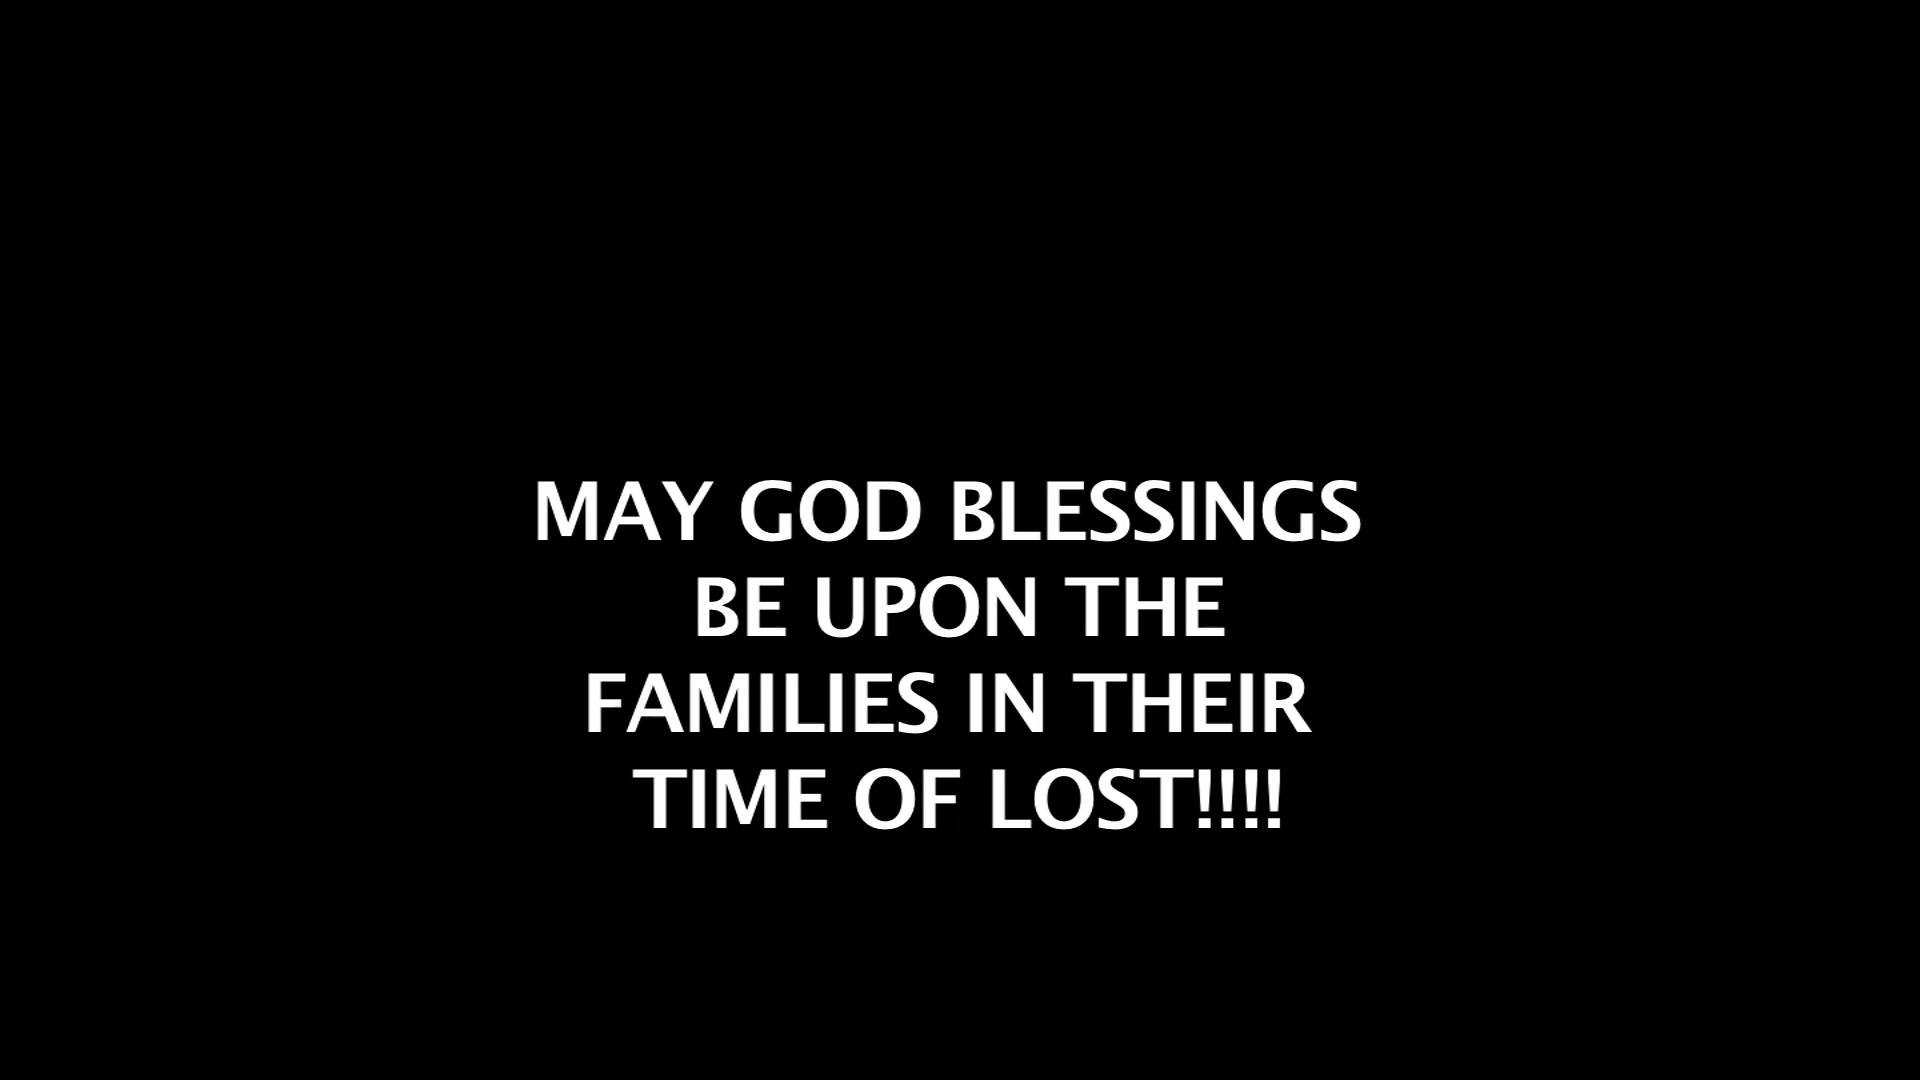 MAY GOD BLESSINGS
BE UPON THE
FAMILIES IN THEIR
TIME OF LOST!!!!